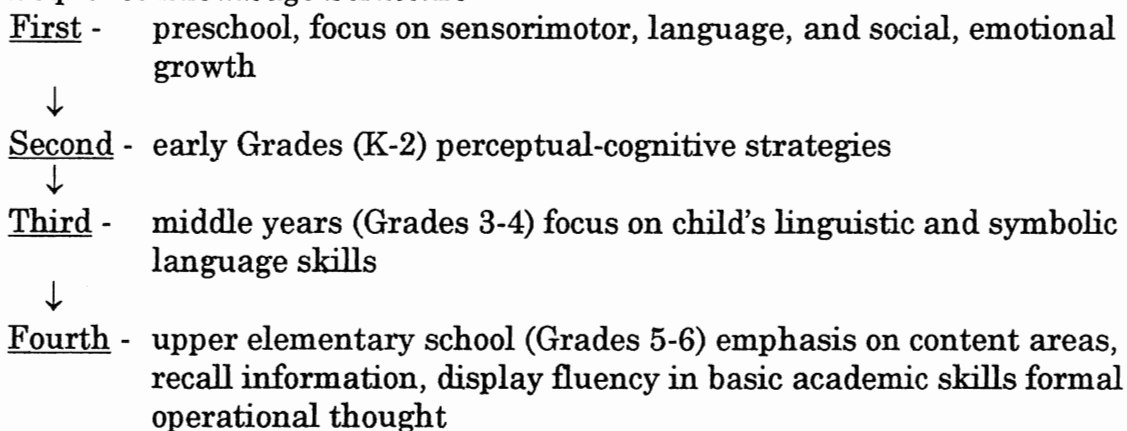 First - preschool, focus on sensorimotor, language, and social, emotional
growth
↓
Second - early Grades (K-2) perceptual-cognitive strategies
↓
Third - middle years (Grades 3-4) focus on child's linguistic and symbolic
language skills
↓
Fourth - upper elementary school (Grades 5-6) emphasis on content areas,
recall information, display fluency in basic academic skills formal
operational thought